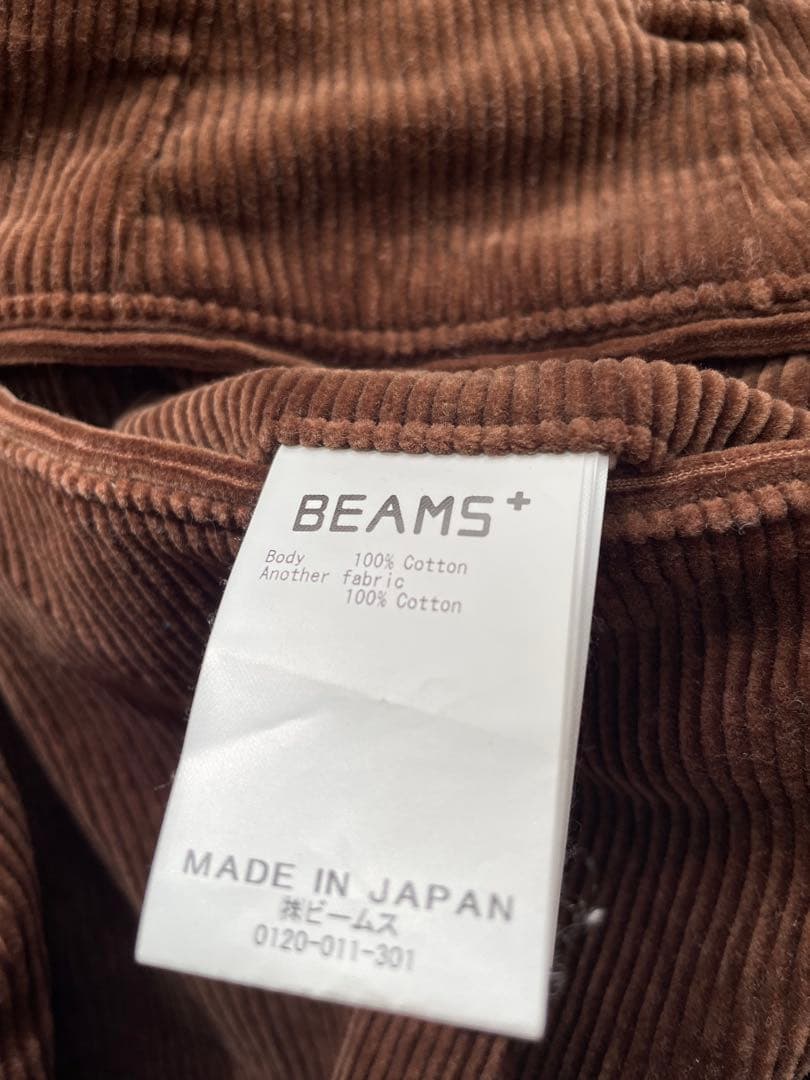 BEAMS+
Body 100% Cotton
Another fabric
100% Cotton
MADE IN JAPAN
㈱ビームス
0120-011-301